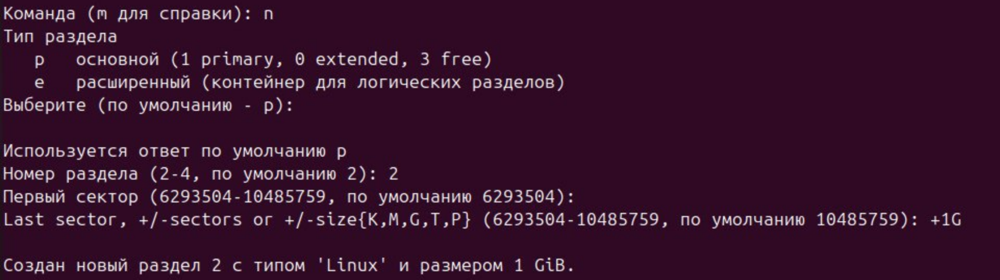 Команда (m для справки): n
Тип раздела
   p   основной (1 primary, 0 extended, 3 free)
   e   расширенный (контейнер для логических разделов)
Выберите (по умолчанию - p):
Используется ответ по умолчанию p
Номер раздела (2-4, по умолчанию 2): 2
Первый сектор (6293504-10485759, по умолчанию 6293504):
Last sector, +/-sectors or +/-size{K,M,G,T,P} (6293504-10485759, по умолчанию 10485759): +1G
Создан новый раздел 2 с типом 'Linux' и размером 1 GiB.